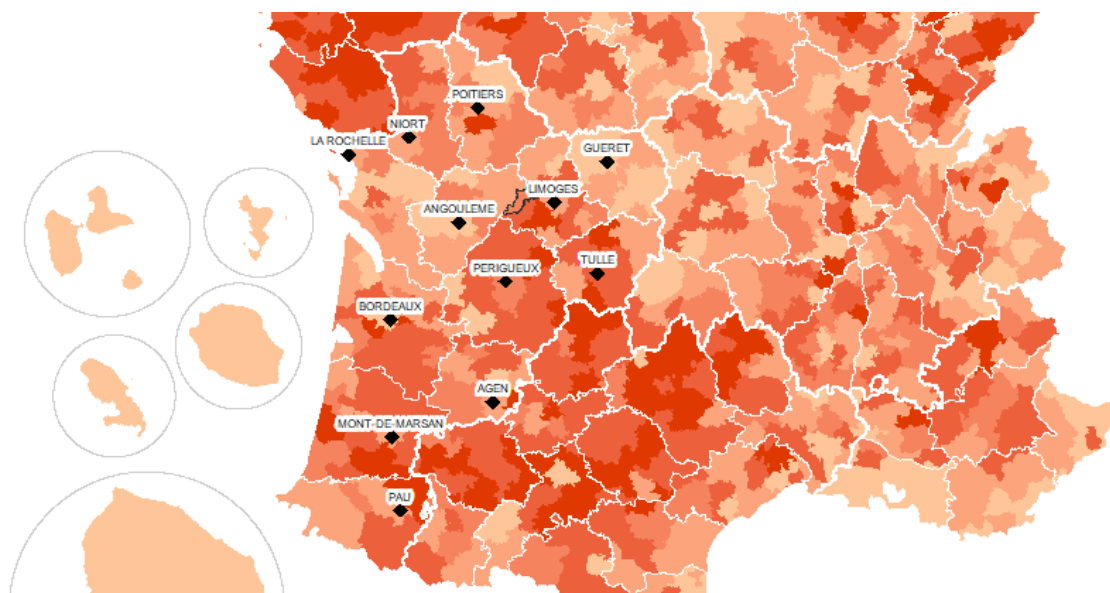 POITIERS
NIORT
LA ROCHELLE
GUERET
LIMOGES
ANGOULEME
PERIGUEUX
TULLE
BORDEAUX
AGEN
MONT-DE-MARSAN
PAU